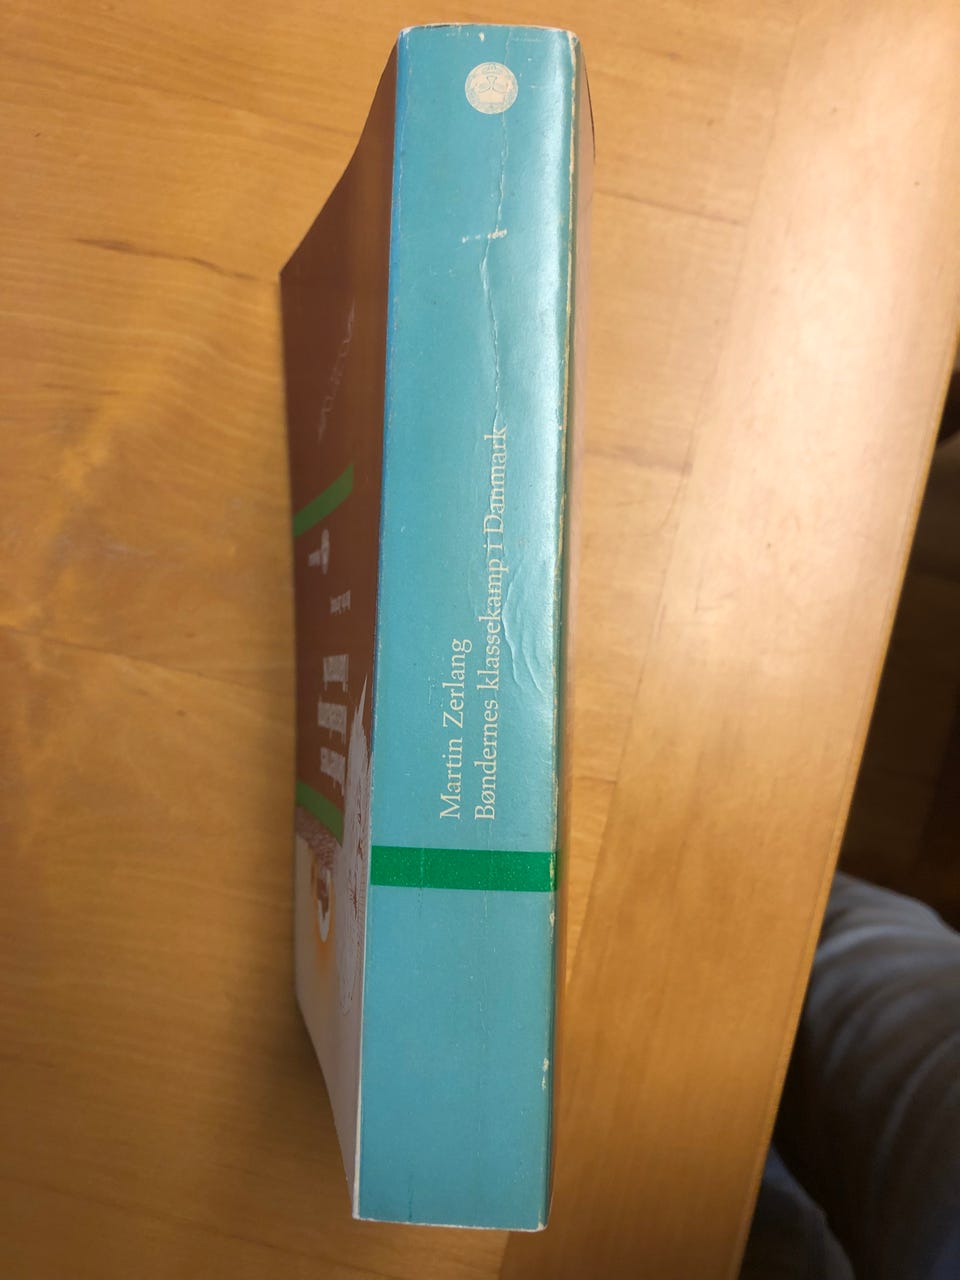 Martin Zerlang
Bøndernes klassekamp i Danmark